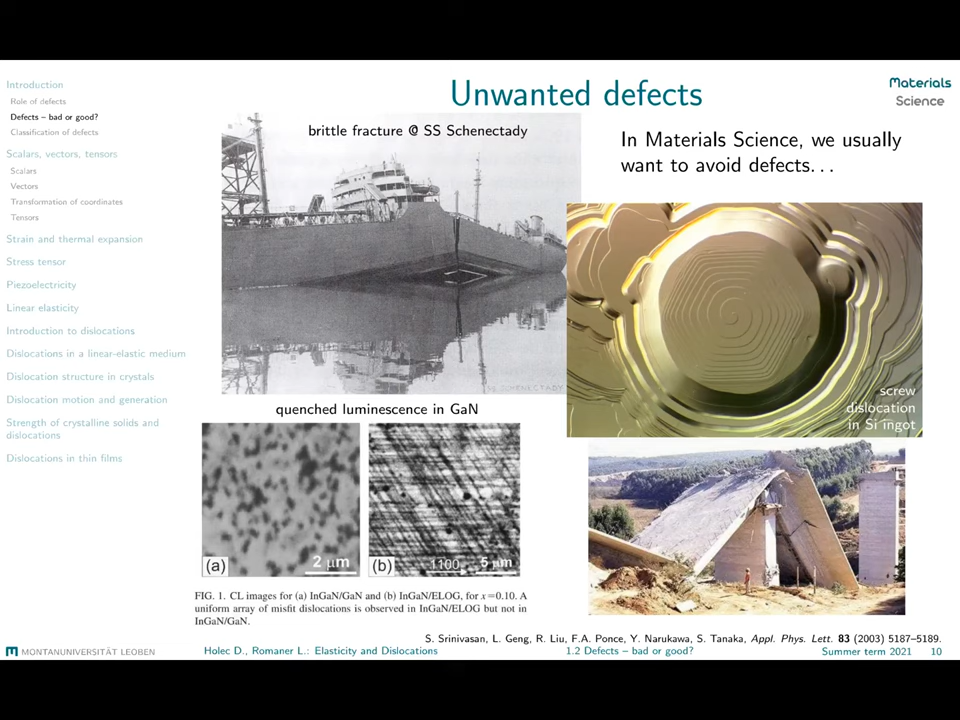 Introduction
Role of defects
Defects – bad or good?
Classification of defects
Scalars, vectors, tensors
Scalars
Vectors
Transformation of coordinates
Tensors
Strain and thermal expansion
Stress tensor
Piezoelectricity
Linear elasticity
Introduction to dislocations
Dislocations in a linear-elastic medium
Dislocation structure in crystals
Dislocation motion and generation
Strength of crystalline solids and
dislocations
Dislocations in thin films
Unwanted defects
Materials
Science
brittle fracture @ SS Schenectady
In Materials Science, we usually
want to avoid defects. . .
SCHENECTADY
screw
dislocation
in Si ingot
quenched luminescence in GaN
(a)
2 μm
(b)
1100
5 μm
FIG. 1. CL images for (a) InGaN/GaN and (b) InGaN/ELOG, for x=0.10. A
uniform array of misfit dislocations is observed in InGaN/ELOG but not in
InGaN/GaN.
S. Srinivasan, L. Geng, R. Liu, F.A. Ponce, Y. Narukawa, S. Tanaka, Appl. Phys. Lett. 83 (2003) 5187–5189.
MONTANUNIVERSITÄT LEOBEN
Holec D., Romaner L.: Elasticity and Dislocations
1.2 Defects – bad or good?
Summer term 2021
10